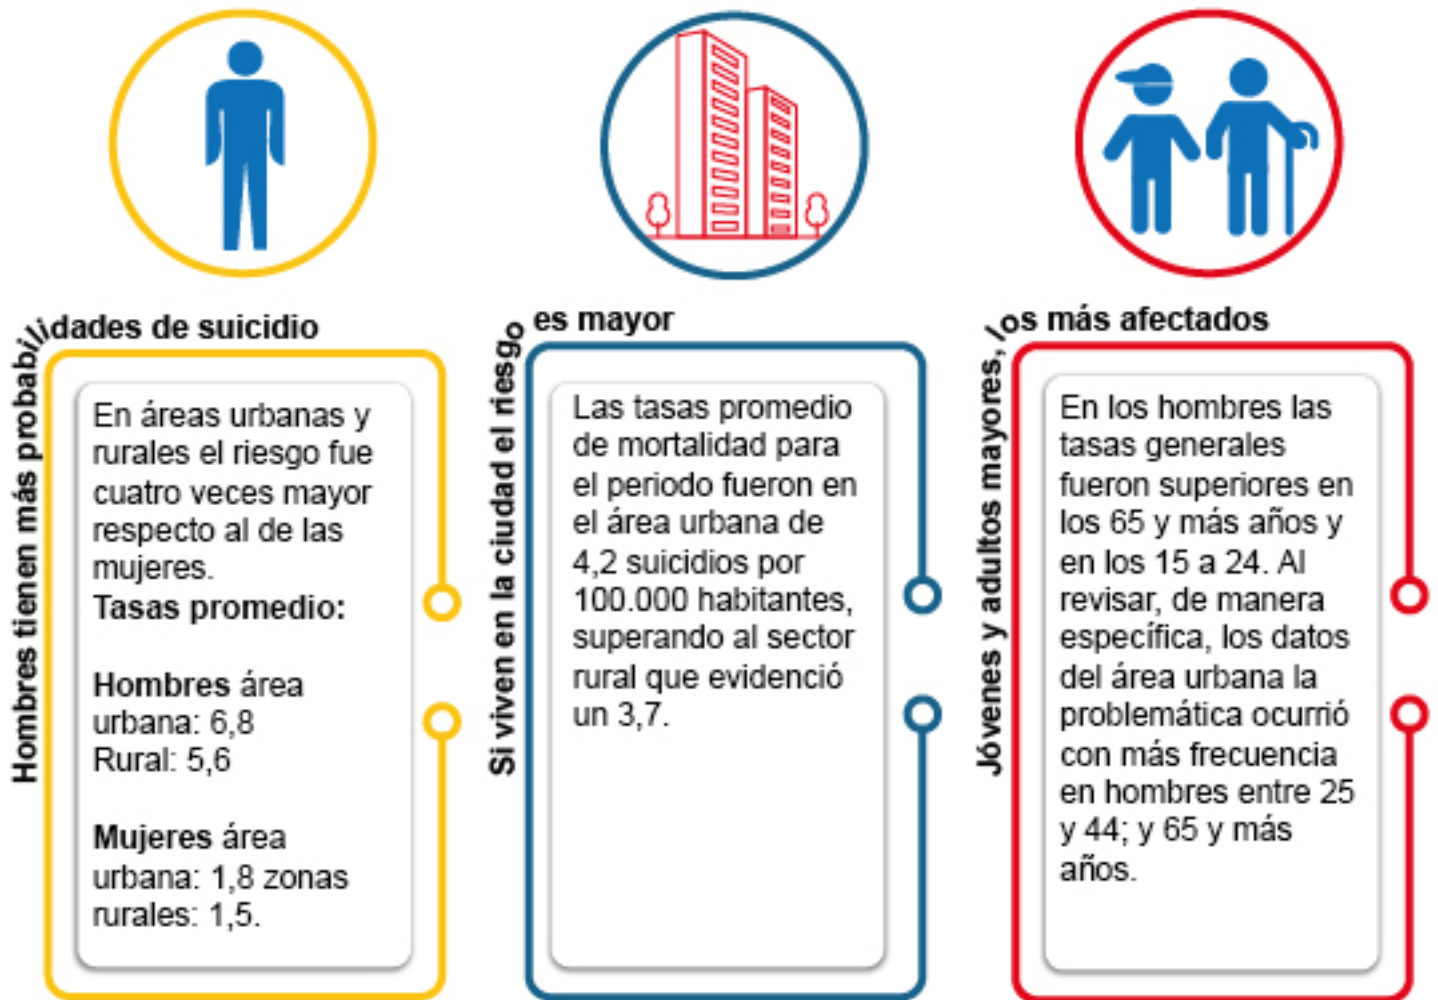 Hombres tienen más probabilidades de suicidio
En áreas urbanas y
rurales el riesgo fue
cuatro veces mayor
respecto al de las
mujeres.
Tasas promedio:
Hombres área
urbana: 6,8
Rural: 5,6
Mujeres área
urbana: 1,8 zonas
rurales: 1,5.
Si viven en la ciudad el riesgo es mayor
Las tasas promedio
de mortalidad para
el periodo fueron en
el área urbana de
4,2 suicidios por
100.000 habitantes,
superando al sector
rural que evidenció
un 3,7.
Jóvenes y adultos mayores, los más afectados
En los hombres las
tasas generales
fueron superiores en
los 65 y más años y
en los 15 a 24. Al
revisar, de manera
específica, los datos
del área urbana la
problemática ocurrió
con más frecuencia
en hombres entre 25
y 44; y 65 y más
años.